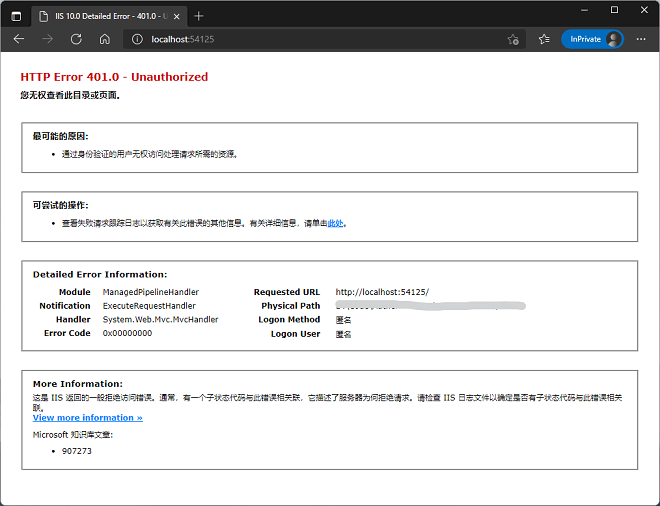 IIS 10.0 Detailed Error - 401.0 - U
localhost:54125
InPrivate
HTTP Error 401.0 - Unauthorized
您无权查看此目录或页面。
最可能的原因:
• 通过身份验证的用户无权访问处理请求所需的资源。
可尝试的操作:
• 查看失败请求跟踪日志以获取有关此错误的其他信息。有关详细信息，请单击此处。
Detailed Error Information:
Module ManagedPipelineHandler Requested URL http://localhost:54125/
Notification ExecuteRequestHandler Physical Path
Handler System.Web.Mvc.MvcHandler Logon Method 匿名
Error Code 0x00000000 Logon User 匿名
More Information:
这是 IIS 返回的一般拒绝访问错误。通常，有一个子状态代码与此错误相关联，它描述了服务器为何拒绝请求。请检查 IIS 日志文件以确定是否有子状态代码与此错误相关
联。
View more information »
Microsoft 知识库文章:
• 907273